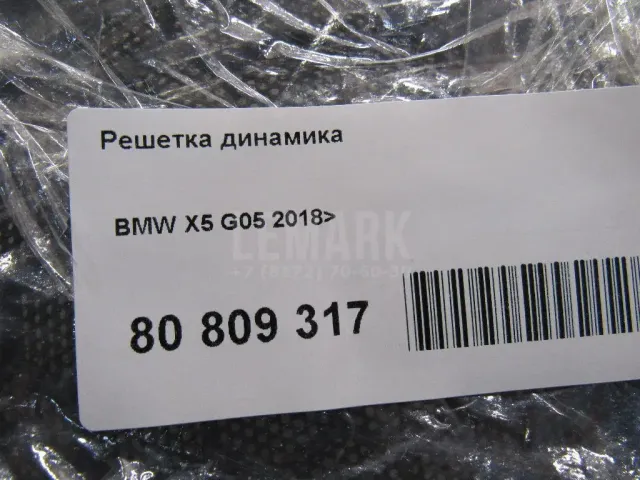 Решетка динамика
BMW X5 G05 2018>
LEMARK
80 809 317